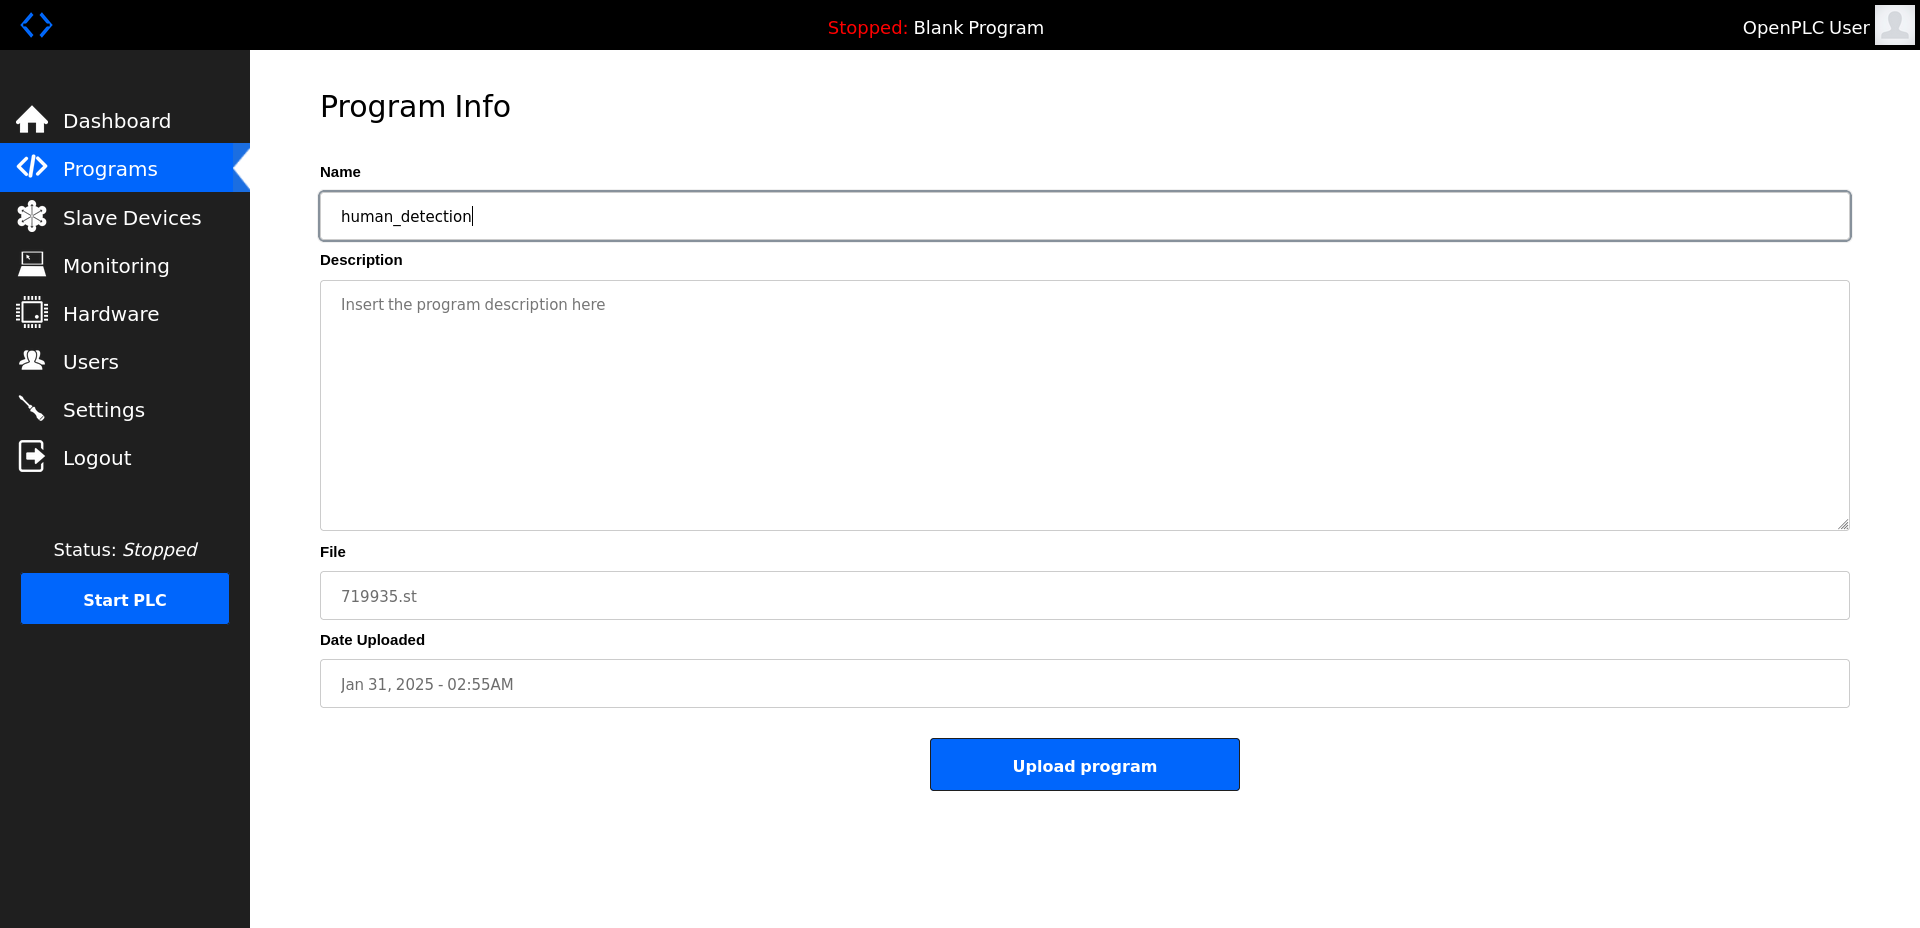 Stopped: Blank Program
OpenPLC User
Dashboard
Programs
Slave Devices
Monitoring
Hardware
Users
Settings
Logout
Status: Stopped
Start PLC
Program Info
Name
human_detection
Description
Insert the program description here
File
719935.st
Date Uploaded
Jan 31, 2025 - 02:55AM
Upload program